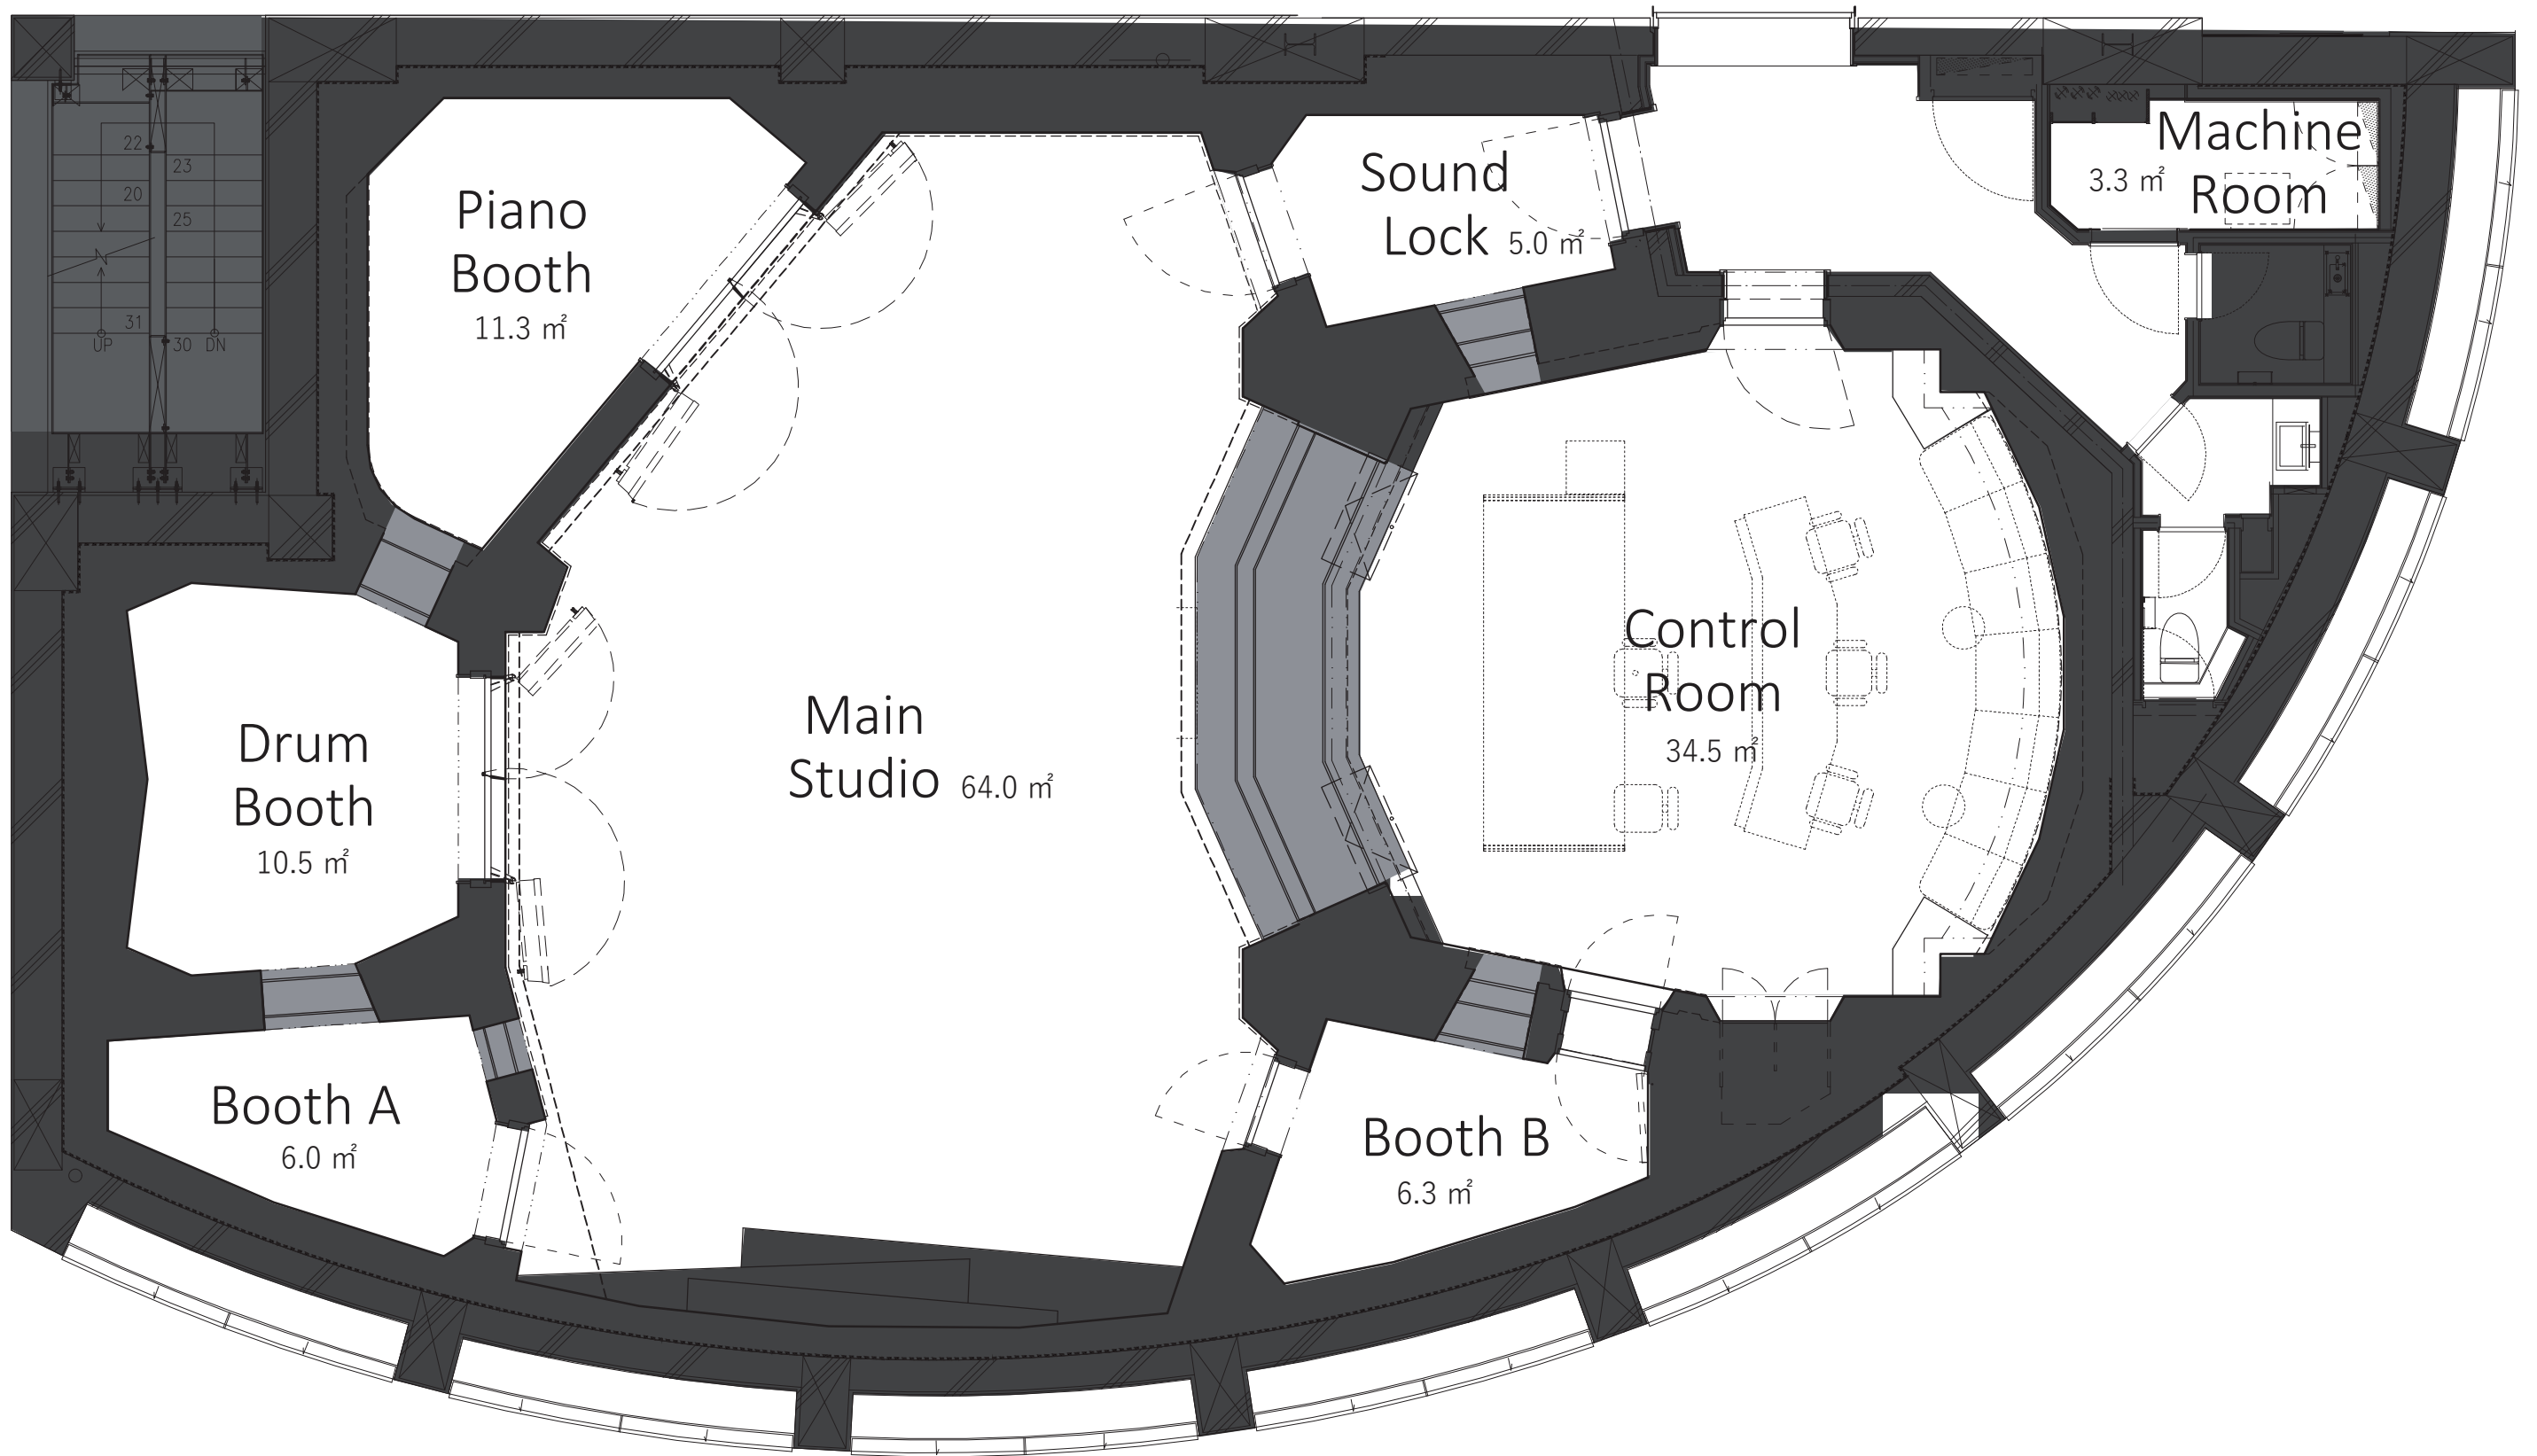 Piano
Booth
11.3 ㎡
Sound
Lock 5.0 ㎡
Machine
3.3 ㎡ Room
22
23
20
25
31
UP
30 DN
Drum
Booth
10.5 ㎡
Main
Studio 64.0 ㎡
Control
Room
34.5 ㎡
Booth A
6.0 ㎡
Booth B
6.3 ㎡